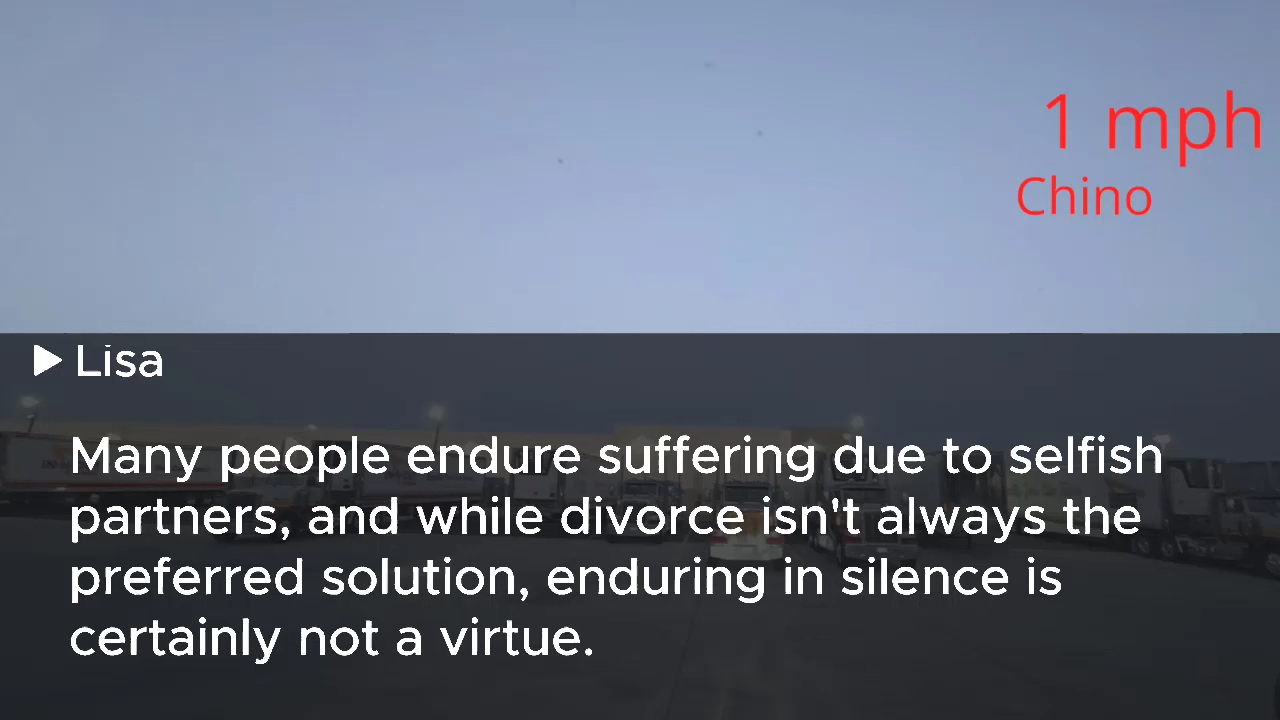 1 mph
Chino
Lisa
Many people endure suffering due to selfish
partners, and while divorce isn't always the
preferred solution, enduring in silence is
certainly not a virtue.